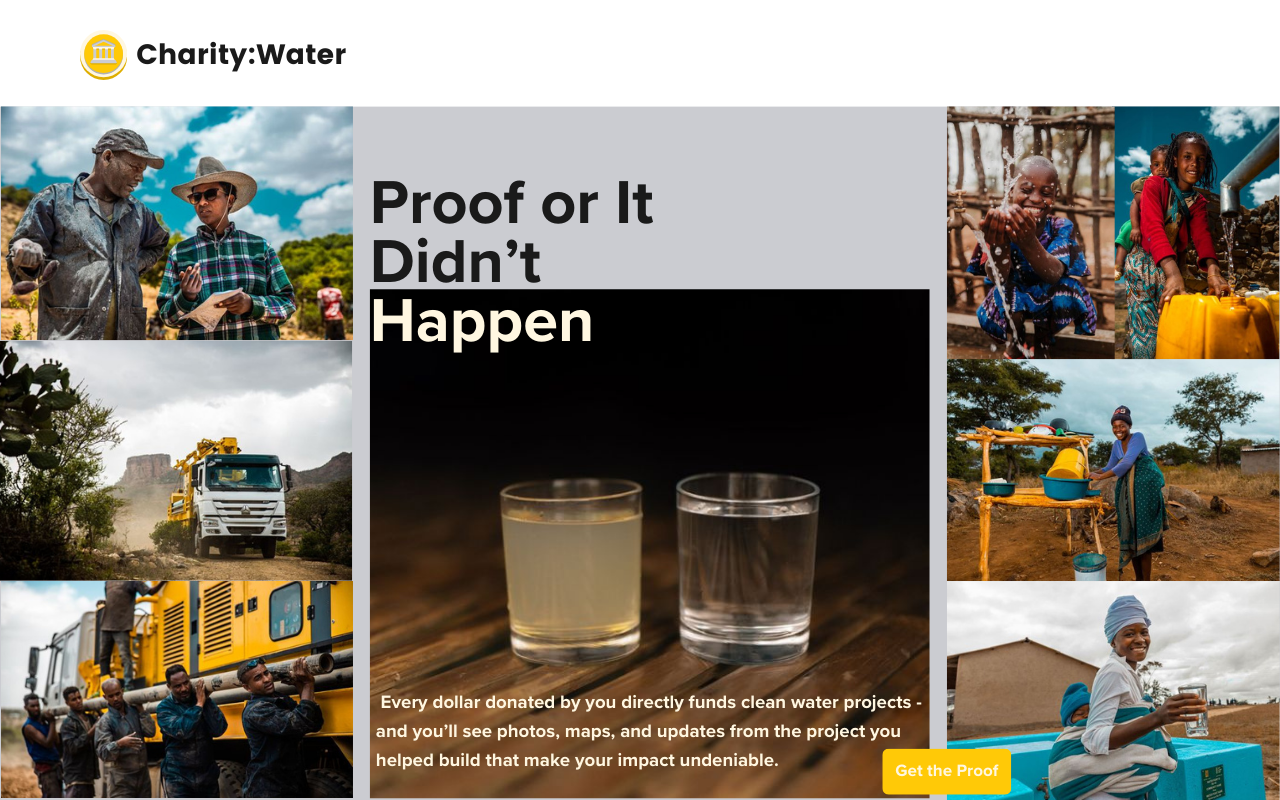 Charity:Water
Proof or It
Didn’t
Happen
Every dollar donated by you directly funds clean water projects -
and you’ll see photos, maps, and updates from the project you
helped build that make your impact undeniable.
Get the Proof